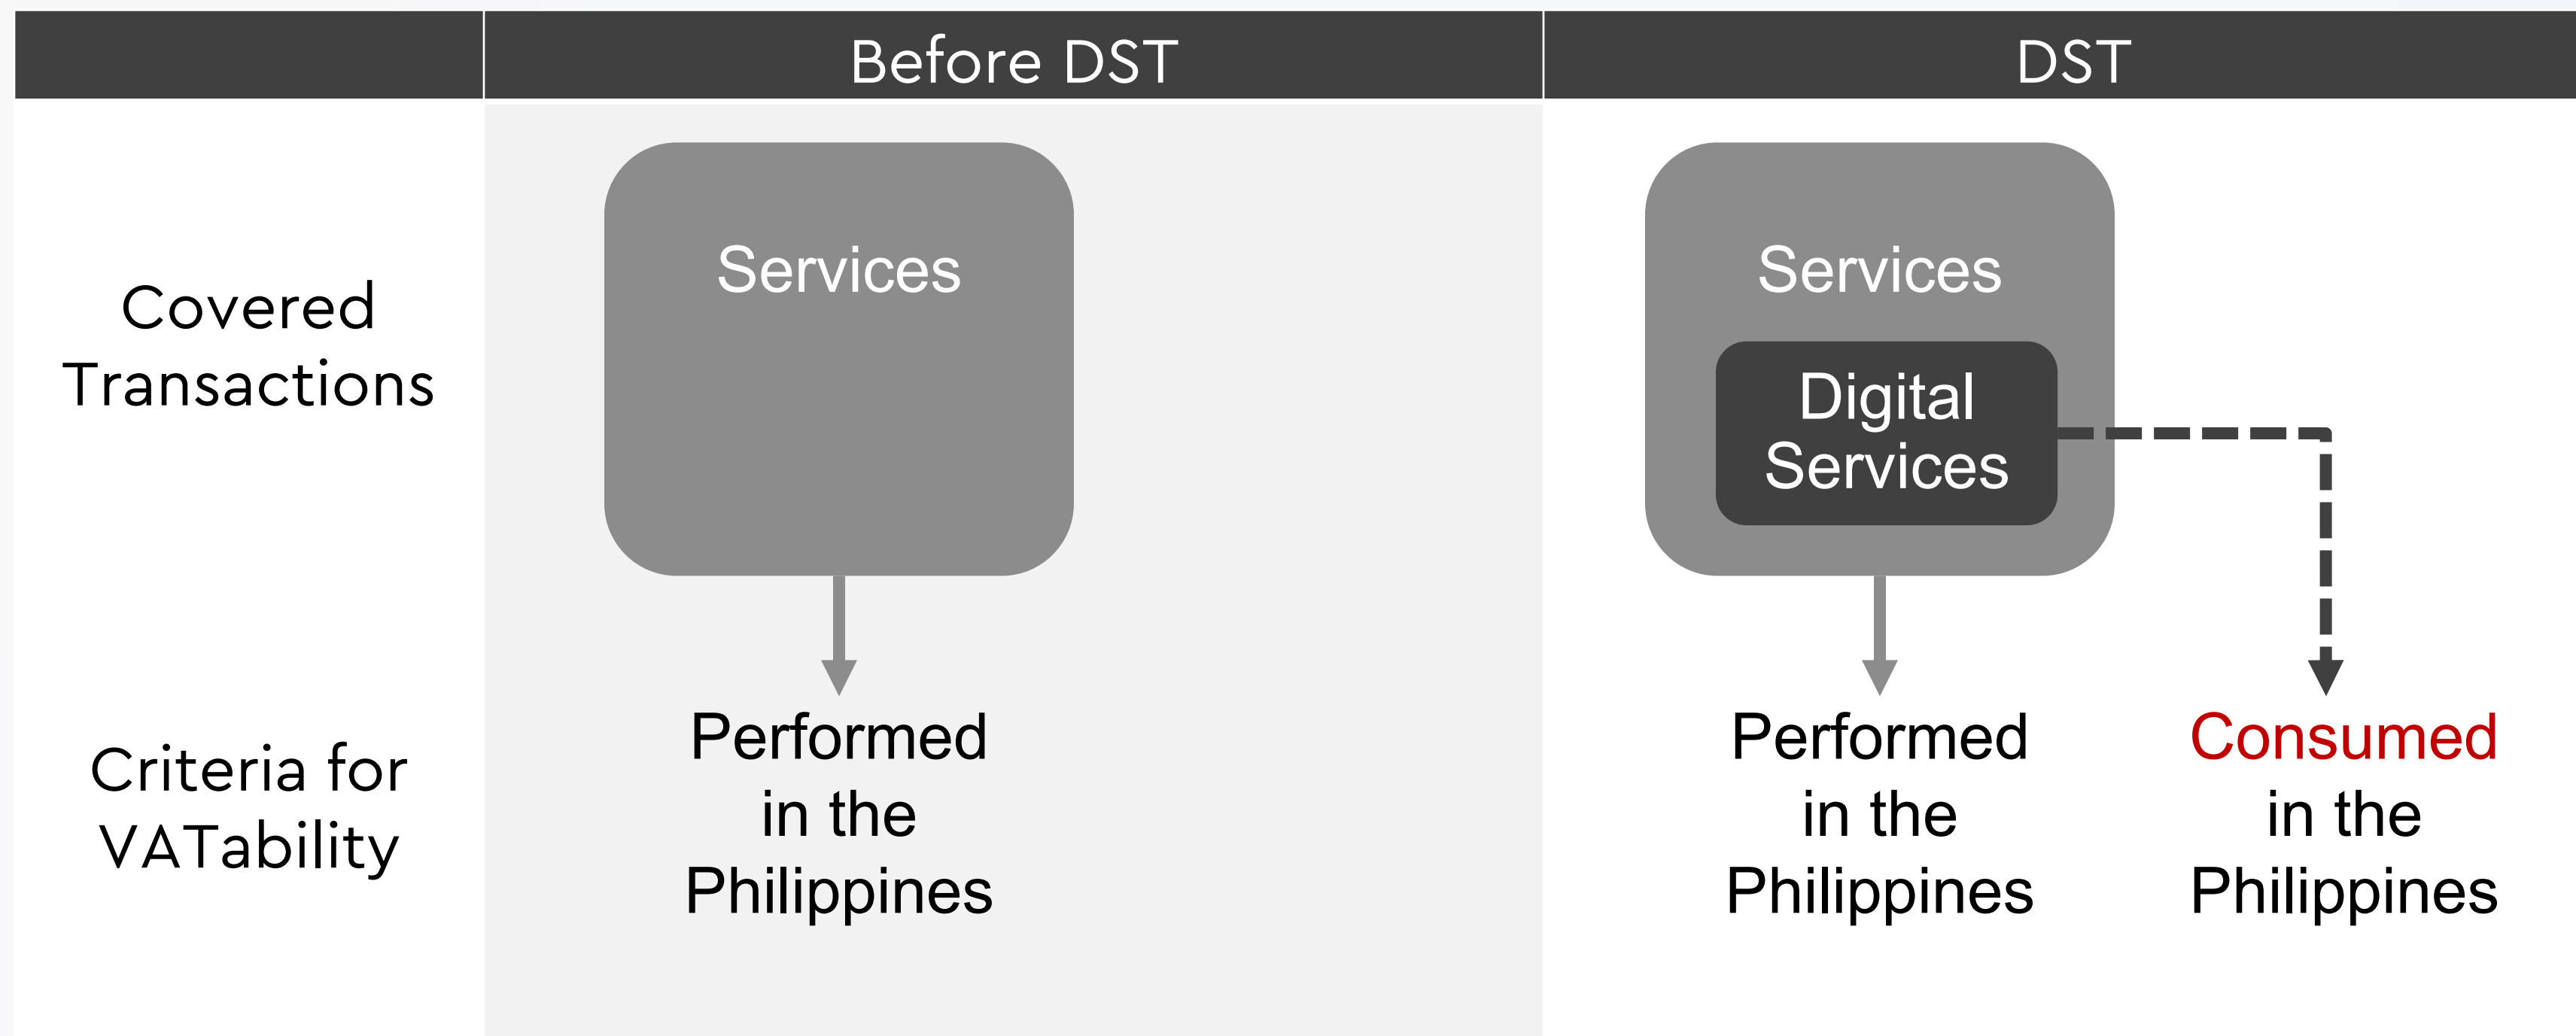 Before DST
DST
Covered
Transactions
Services
Services
Digital
Services
Criteria for
VATability
Performed
in the
Philippines
Performed
in the
Philippines
Consumed
in the
Philippines